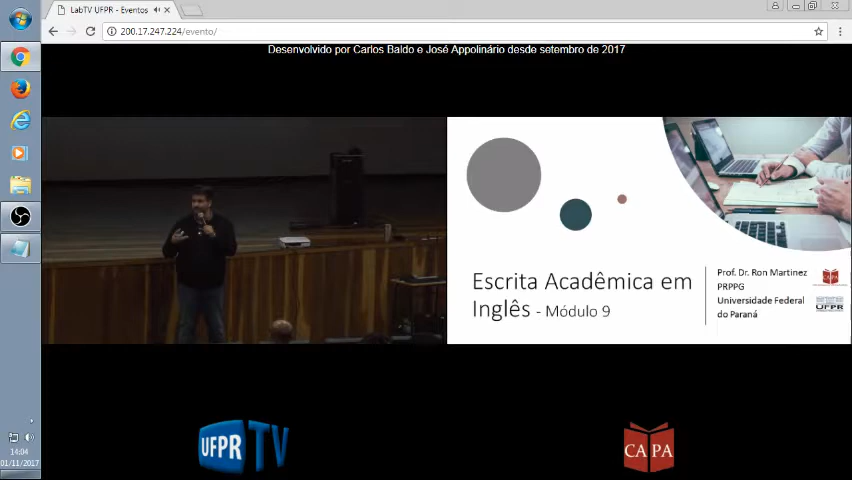 LabTV UFPR - Eventos
200.17.247.224/evento/
Desenvolvido por Carlos Baldo e José Appolinário desde setembro de 2017
Escrita Acadêmica em
Inglês - Módulo 9
Prof. Dr. Ron Martinez
PRPPG
Universidade Federal
do Paraná
UFPR
UFPR TV
CAPA
14:04
01/11/2017